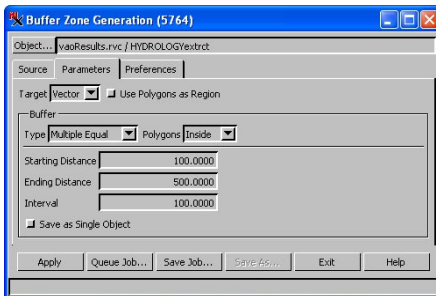 Buffer Zone Generation (5764)
Object... vaoResults.rvc / HYDROLOGYextrct
Source Parameters Preferences
Target Vector Use Polygons as Region
Buffer
Type Multiple Equal Polygons Inside
Starting Distance 100.0000
Ending Distance 500.0000
Interval 100.0000
Save as Single Object
Apply Queue Job... Save Job... Save As... Exit Help